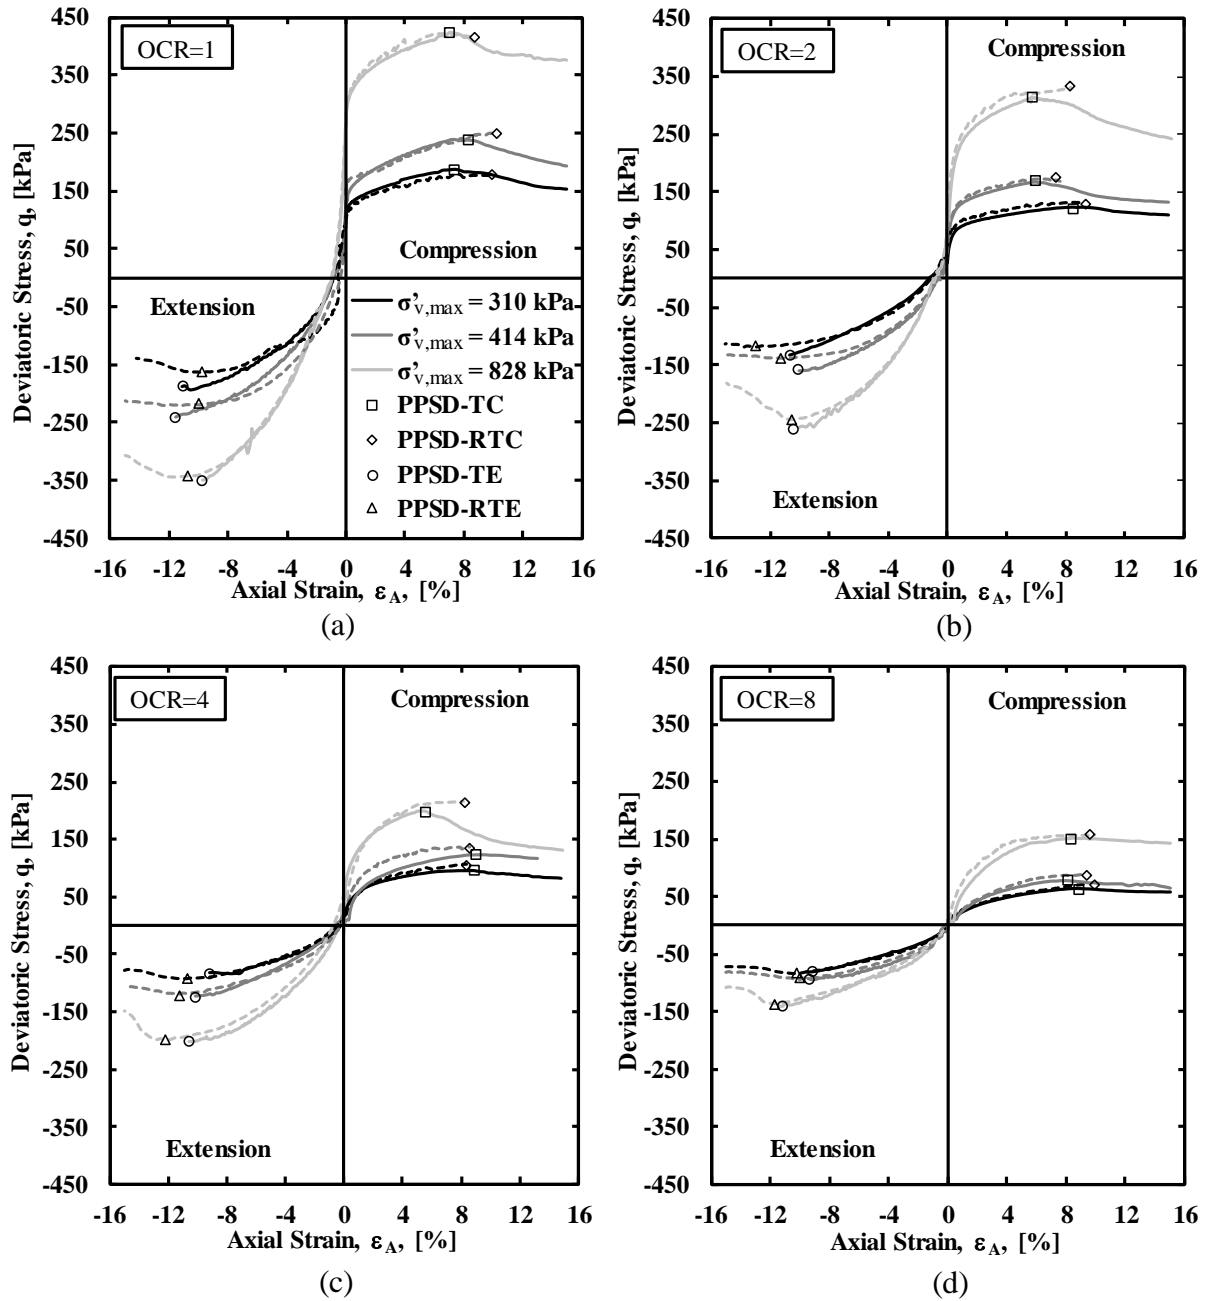 OCR=1
450
350
250
150
50
-50
-150
-250
-350
-450
Deviatoric Stress, q, [kPa]
Compression
Extension
σ'v,max = 310 kPa
σ'v,max = 414 kPa
σ'v,max = 828 kPa
PPSD-TC
PPSD-RTC
PPSD-TE
PPSD-RTE
-16 -12 -8 -4 0 4 8 12 16
Axial Strain, εA, [%]
(a)
OCR=2
450
350
250
150
50
-50
-150
-250
-350
-450
Deviatoric Stress, q, [kPa]
Compression
Extension
-16 -12 -8 -4 0 4 8 12 16
Axial Strain, εA, [%]
(b)
OCR=4
450
350
250
150
50
-50
-150
-250
-350
-450
Deviatoric Stress, q, [kPa]
Compression
Extension
-16 -12 -8 -4 0 4 8 12 16
Axial Strain, εA, [%]
(c)
OCR=8
450
350
250
150
50
-50
-150
-250
-350
-450
Deviatoric Stress, q, [kPa]
Compression
Extension
-16 -12 -8 -4 0 4 8 12 16
Axial Strain, εA, [%]
(d)